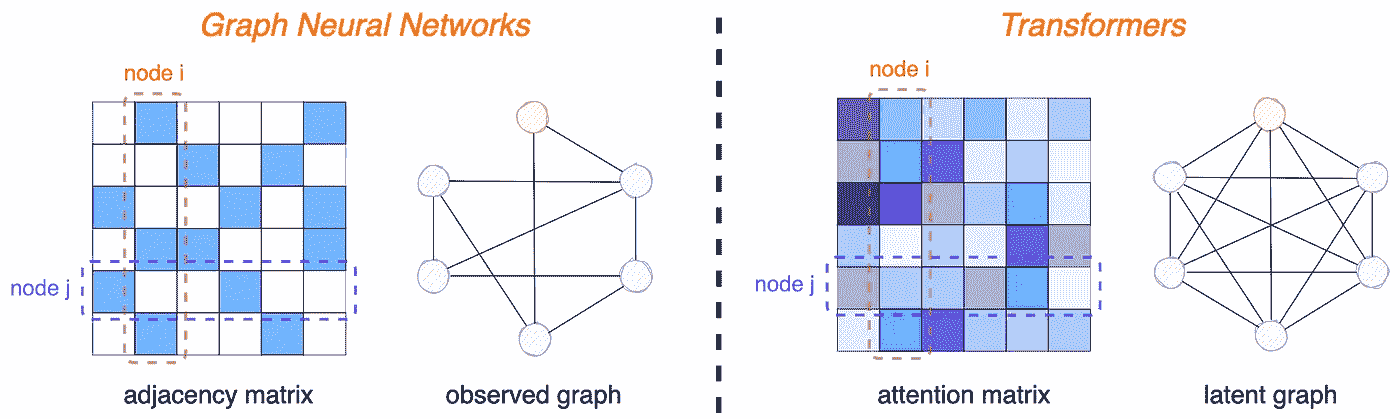 Graph Neural Networks
node i
node j
adjacency matrix
observed graph
Transformers
node i
node j
attention matrix
latent graph